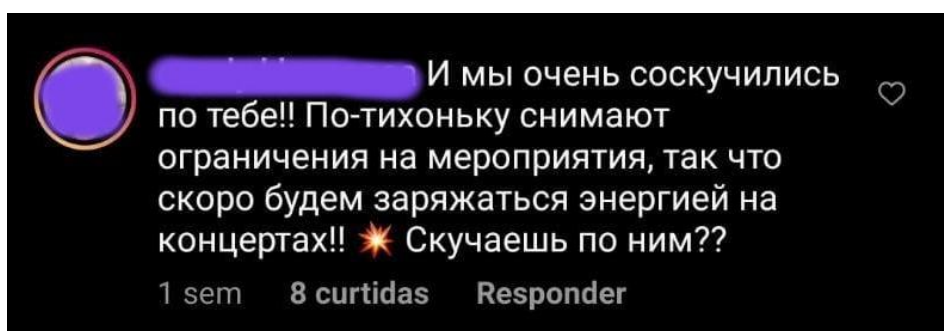 И мы очень соскучились
по тебе!! По-тихоньку снимают
ограничения на мероприятия, так что
скоро будем заряжаться энергией на
концертах!! 💥 Скучаешь по ним??
1 sem 8 curtidas Responder